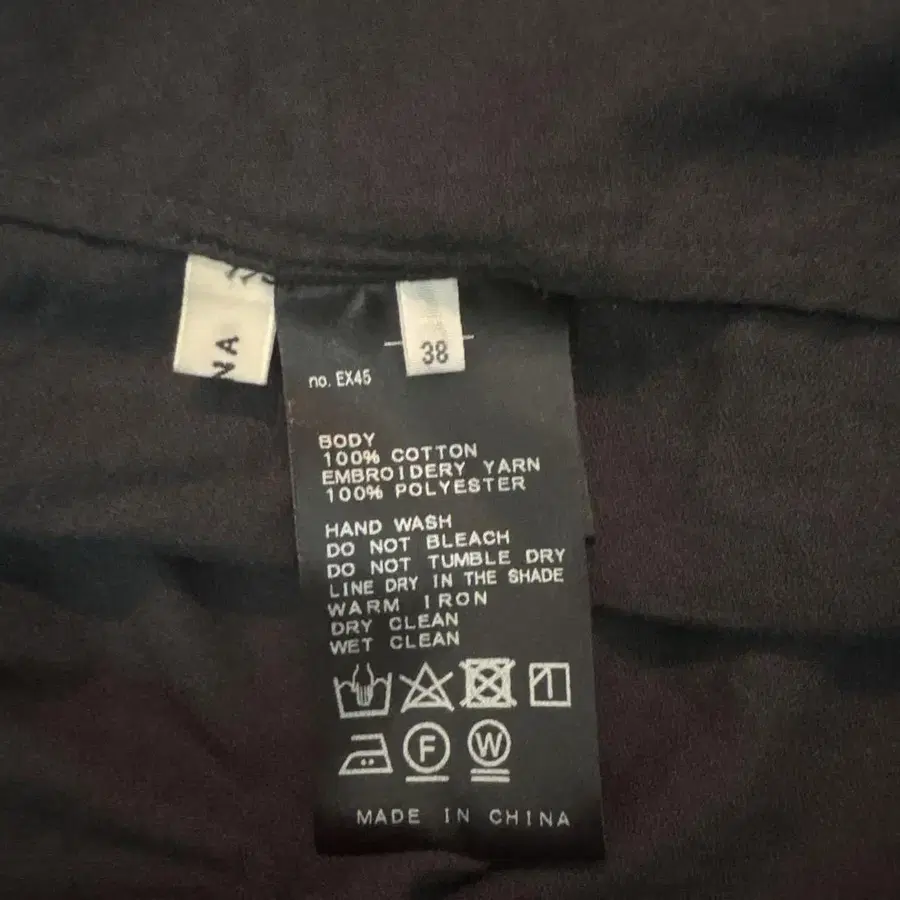 38
no. EX45
BODY
100% COTTON
EMBROIDERY YARN
100% POLYESTER
HAND WASH
DO NOT BLEACH
DO NOT TUMBLE DRY
LINE DRY IN THE SHADE
WARM IRON
DRY CLEAN
WET CLEAN
F W
MADE IN CHINA